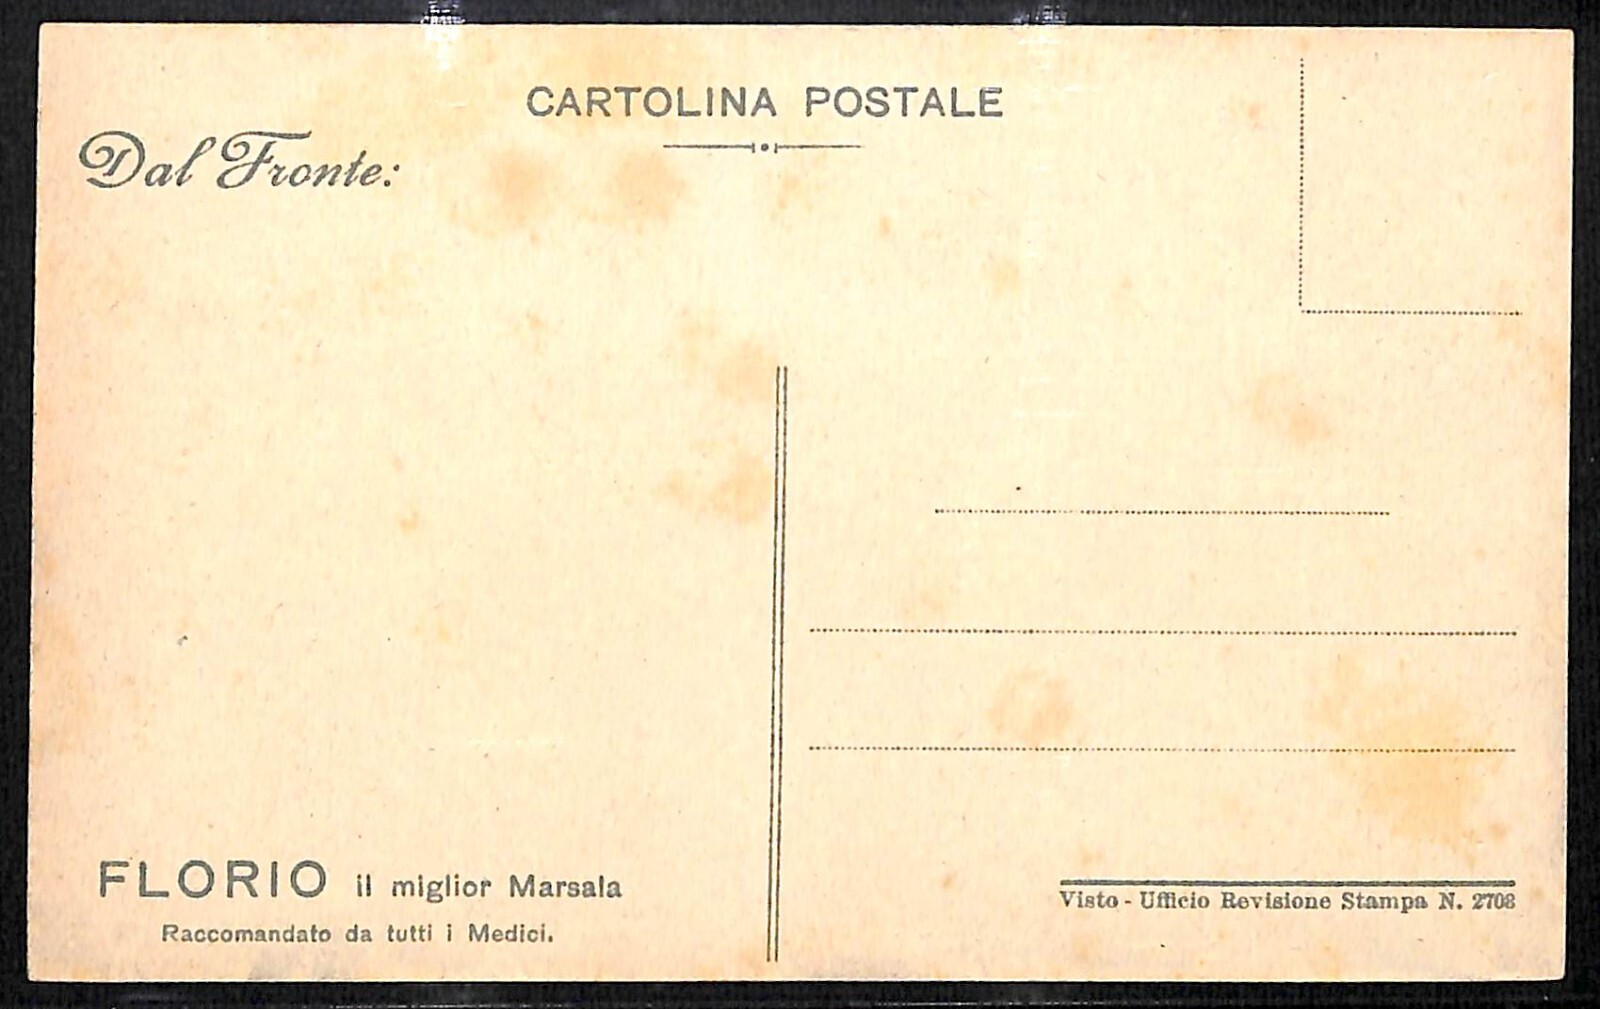 CARTOLINA POSTALE
Dal Fronte:
FLORIO il miglior Marsala
Raccomandato da tutti i Medici.
Visto - Ufficio Revisione Stampa N. 2708